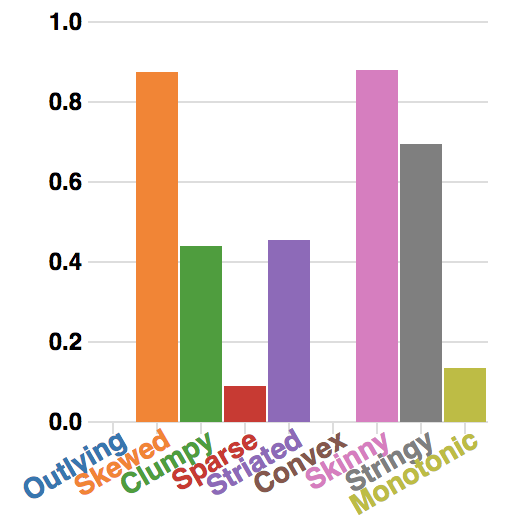 1.0
0.8
0.6
0.4
0.2
0.0
Outlying
Skewed
Clumpy
Sparse
Striated
Convex
Skinny
Stringy
Monotonic